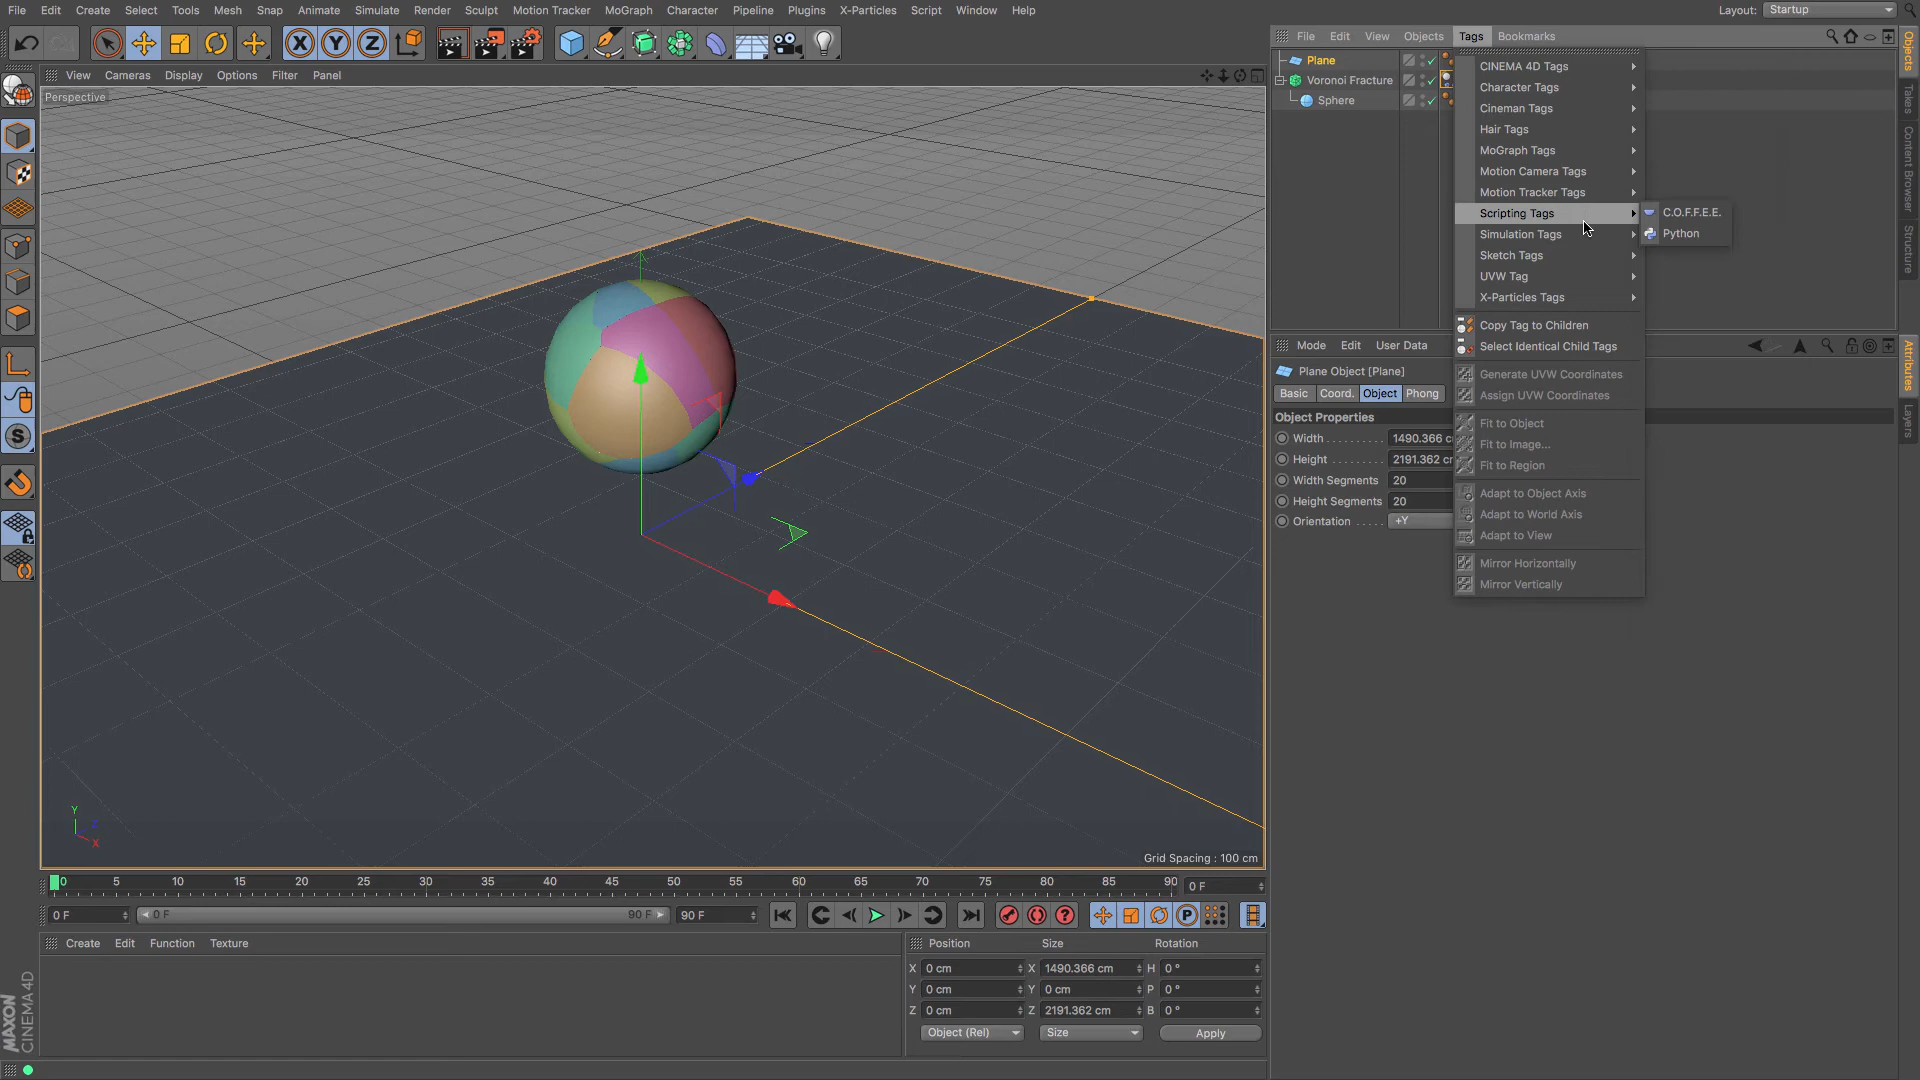 File Edit Create Select Tools Mesh Snap Animate Simulate Render Sculpt Motion Tracker MoGraph Character Pipeline Plugins X-Particles Script Window Help Layout: Startup
X Y Z
View Cameras Display Options Filter Panel
Perspective
Grid Spacing : 100 cm
Y
Z
X
S
File Edit View Objects Tags Bookmarks
Plane
Voronoi Fracture
Sphere
CINEMA 4D Tags
Character Tags
Cineman Tags
Hair Tags
MoGraph Tags
Motion Camera Tags
Motion Tracker Tags
Scripting Tags
Simulation Tags
Sketch Tags
UVW Tag
X-Particles Tags
Copy Tag to Children
Select Identical Child Tags
Generate UVW Coordinates
Assign UVW Coordinates
Fit to Object
Fit to Image...
Fit to Region
Adapt to Object Axis
Adapt to World Axis
Adapt to View
Mirror Horizontally
Mirror Vertically
C.O.F.F.E.E.
Python
Mode Edit User Data
Plane Object [Plane]
Basic Coord. Object Phong
Object Properties
Width . . . . . . . . 1490.366 c
Height . . . . . . . 2191.362 cr
Width Segments 20
Height Segments 20
Orientation . . . . . +Y
Objects
Takes
Content Browser
Structure
Attributes
Layers
0 5 10 15 20 25 30 35 40 45 50 55 60 65 70 75 80 85 90 0 F
0 F 0 F 90 F 90 F
? P
Create Edit Function Texture
Position Size Rotation
X 0 cm X 1490.366 cm H 0 °
Y 0 cm Y 0 cm P 0 °
Z 0 cm Z 2191.362 cm B 0 °
Object (Rel) Size Apply
MAXON
CINEMA 4D